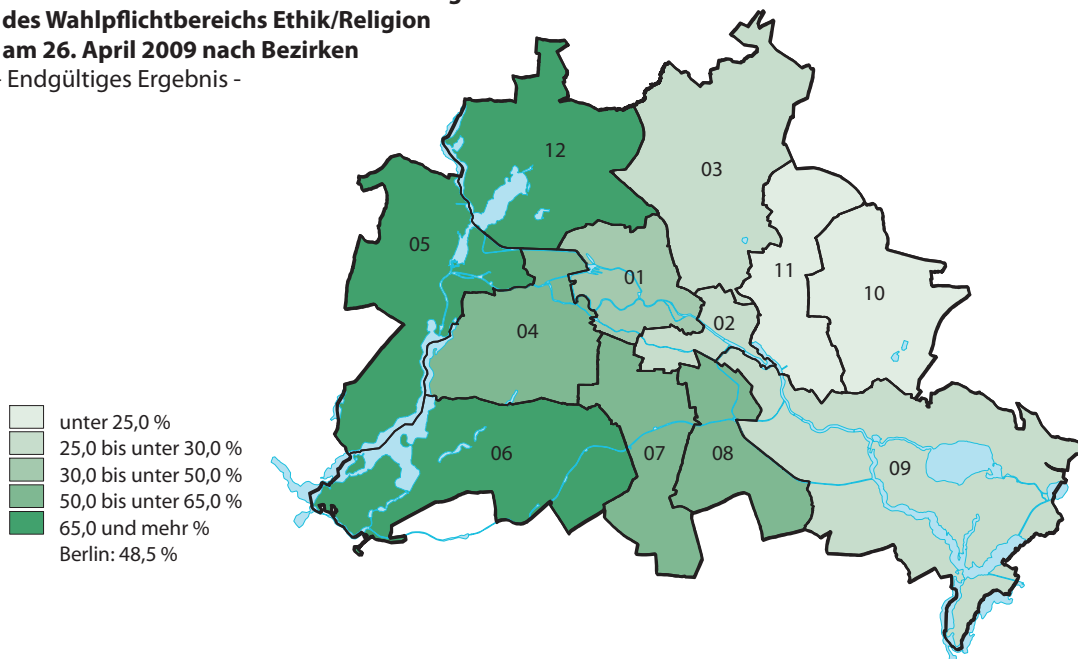 des Wahlpflichtbereichs Ethik/Religion
am 26. April 2009 nach Bezirken
- Endgültiges Ergebnis -
12
03
05
01
11
10
02
04
06
07
08
09
unter 25,0 %
25,0 bis unter 30,0 %
30,0 bis unter 50,0 %
50,0 bis unter 65,0 %
65,0 und mehr %
Berlin: 48,5 %